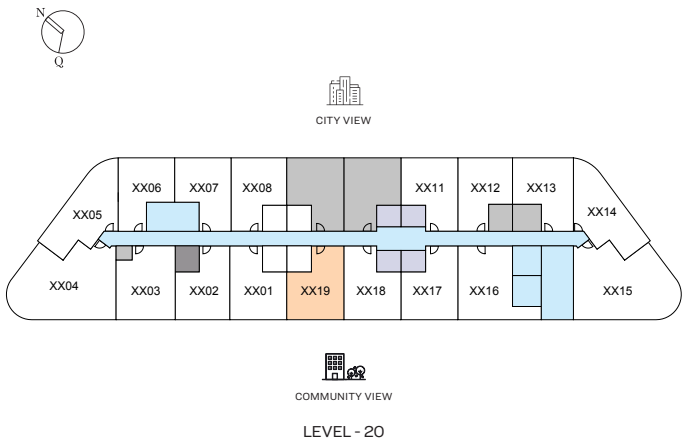 N
Q
CITY VIEW
XX06 XX07 XX08 XX11 XX12 XX13
XX05 XX14
XX04 XX03 XX02 XX01 XX19 XX18 XX17 XX16 XX15
COMMUNITY VIEW
LEVEL - 20